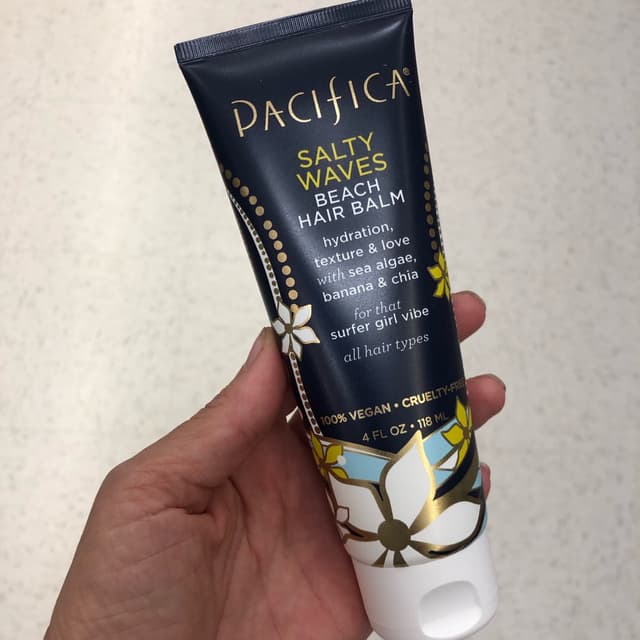 PACIFICA®
SALTY
WAVES
BEACH
HAIR BALM
hydration,
texture & love
with sea algae,
banana & chia
for that
surfer girl vibe
all hair types
100% VEGAN • CRUELTY-FREE
4 FL OZ • 118 ML